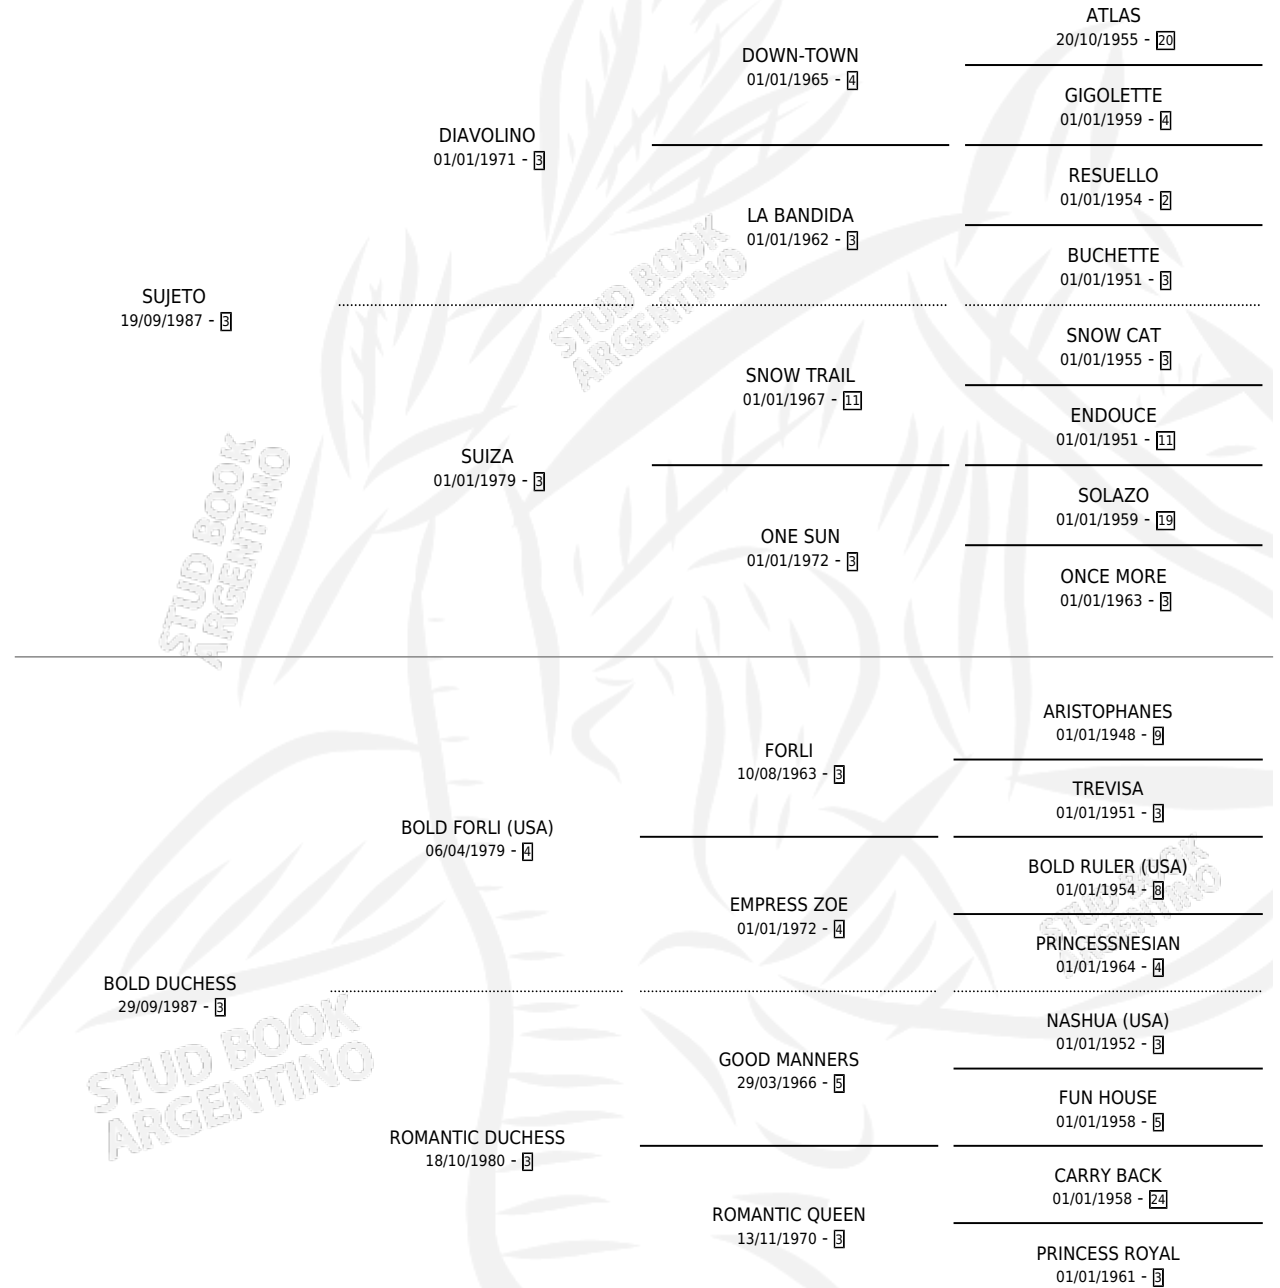 ATLAS
20/10/1955 - 20
DOWN-TOWN
01/01/1965 - 4
GIGOLETTE
01/01/1959 - 4
DIAVOLINO
01/01/1971 - 3
RESUELLO
01/01/1954 - 2
LA BANDIDA
01/01/1962 - 3
BUCHETTE
01/01/1951 - 3
SUJETO
19/09/1987 - 3
STUD BOOK
ARGENTINO
SNOW CAT
01/01/1955 - 3
SNOW TRAIL
01/01/1967 - 11
ENDOUCE
01/01/1951 - 11
SUIZA
01/01/1979 - 3
SOLAZO
01/01/1959 - 19
ONE SUN
01/01/1972 - 3
ONCE MORE
01/01/1963 - 3
STUD BOOK
ARGENTINO
ARISTOPHANES
01/01/1948 - 9
FORLI
10/08/1963 - 3
TREVISA
01/01/1951 - 3
BOLD FORLI (USA)
06/04/1979 - 4
BOLD RULER (USA)
01/01/1954 - 8
EMPRESS ZOE
01/01/1972 - 4
STUD BOOK
ARGENTINO
PRINCESSNESIAN
01/01/1964 - 4
BOLD DUCHESS
29/09/1987 - 3
NASHUA (USA)
01/01/1952 - 3
GOOD MANNERS
29/03/1966 - 5
FUN HOUSE
01/01/1958 - 5
STUD BOOK
ARGENTINO
ROMANTIC DUCHESS
18/10/1980 - 3
CARRY BACK
01/01/1958 - 24
ROMANTIC QUEEN
13/11/1970 - 3
PRINCESS ROYAL
01/01/1961 - 3